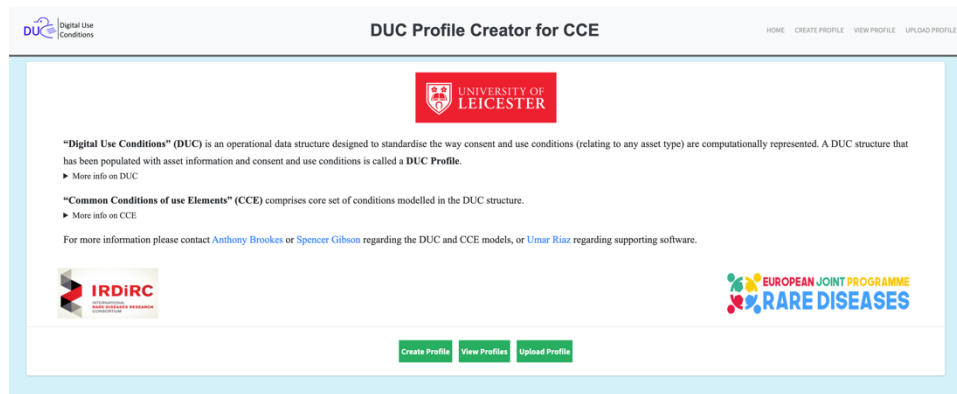 DUC
Digital Use
Conditions
DUC Profile Creator for CCE
HOME CREATE PROFILE VIEW PROFILE UPLOAD PROFILE
UNIVERSITY OF
LEICESTER
“Digital Use Conditions” (DUC) is an operational data structure designed to standardise the way consent and use conditions (relating to any asset type) are computationally represented. A DUC structure that
has been populated with asset information and consent and use conditions is called a DUC Profile.
▶ More info on DUC
“Common Conditions of use Elements” (CCE) comprises core set of conditions modelled in the DUC structure.
▶ More info on CCE
For more information please contact Anthony Brookes or Spencer Gibson regarding the DUC and CCE models, or Umar Riaz regarding supporting software.
IRDiRC
INTERNATIONAL
RARE DISEASES RESEARCH
CONSORTIUM
EUROPEAN JOINT PROGRAMME
RARE DISEASES
Create Profile View Profiles Upload Profile